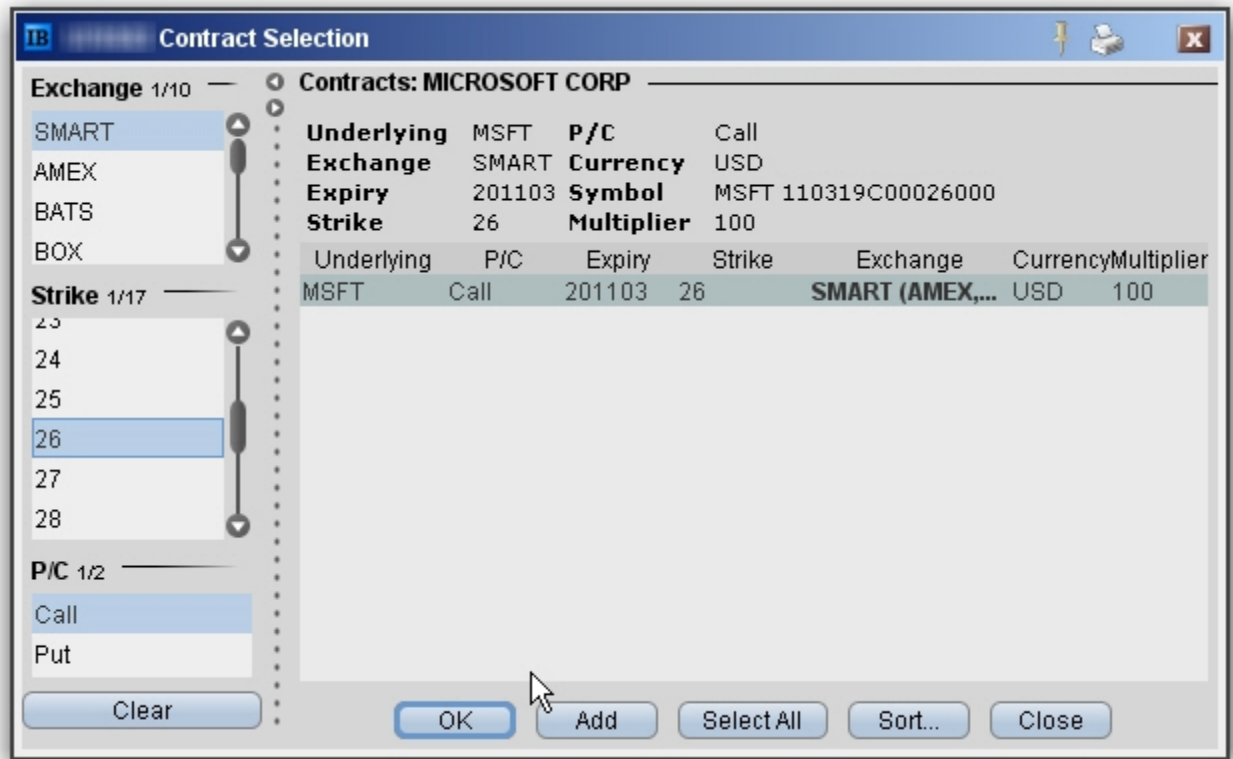 IB Contract Selection
Exchange 1/10
SMART
AMEX
BATS
BOX
Strike 1/17
23
24
25
26
27
28
P/C 1/2
Call
Put
Clear
Contracts: MICROSOFT CORP
Underlying MSFT P/C Call
Exchange SMART Currency USD
Expiry 201103 Symbol MSFT 110319C00026000
Strike 26 Multiplier 100
Underlying P/C Expiry Strike Exchange Currency Multiplier
MSFT Call 201103 26 SMART (AMEX,... USD 100
OK Add Select All Sort... Close